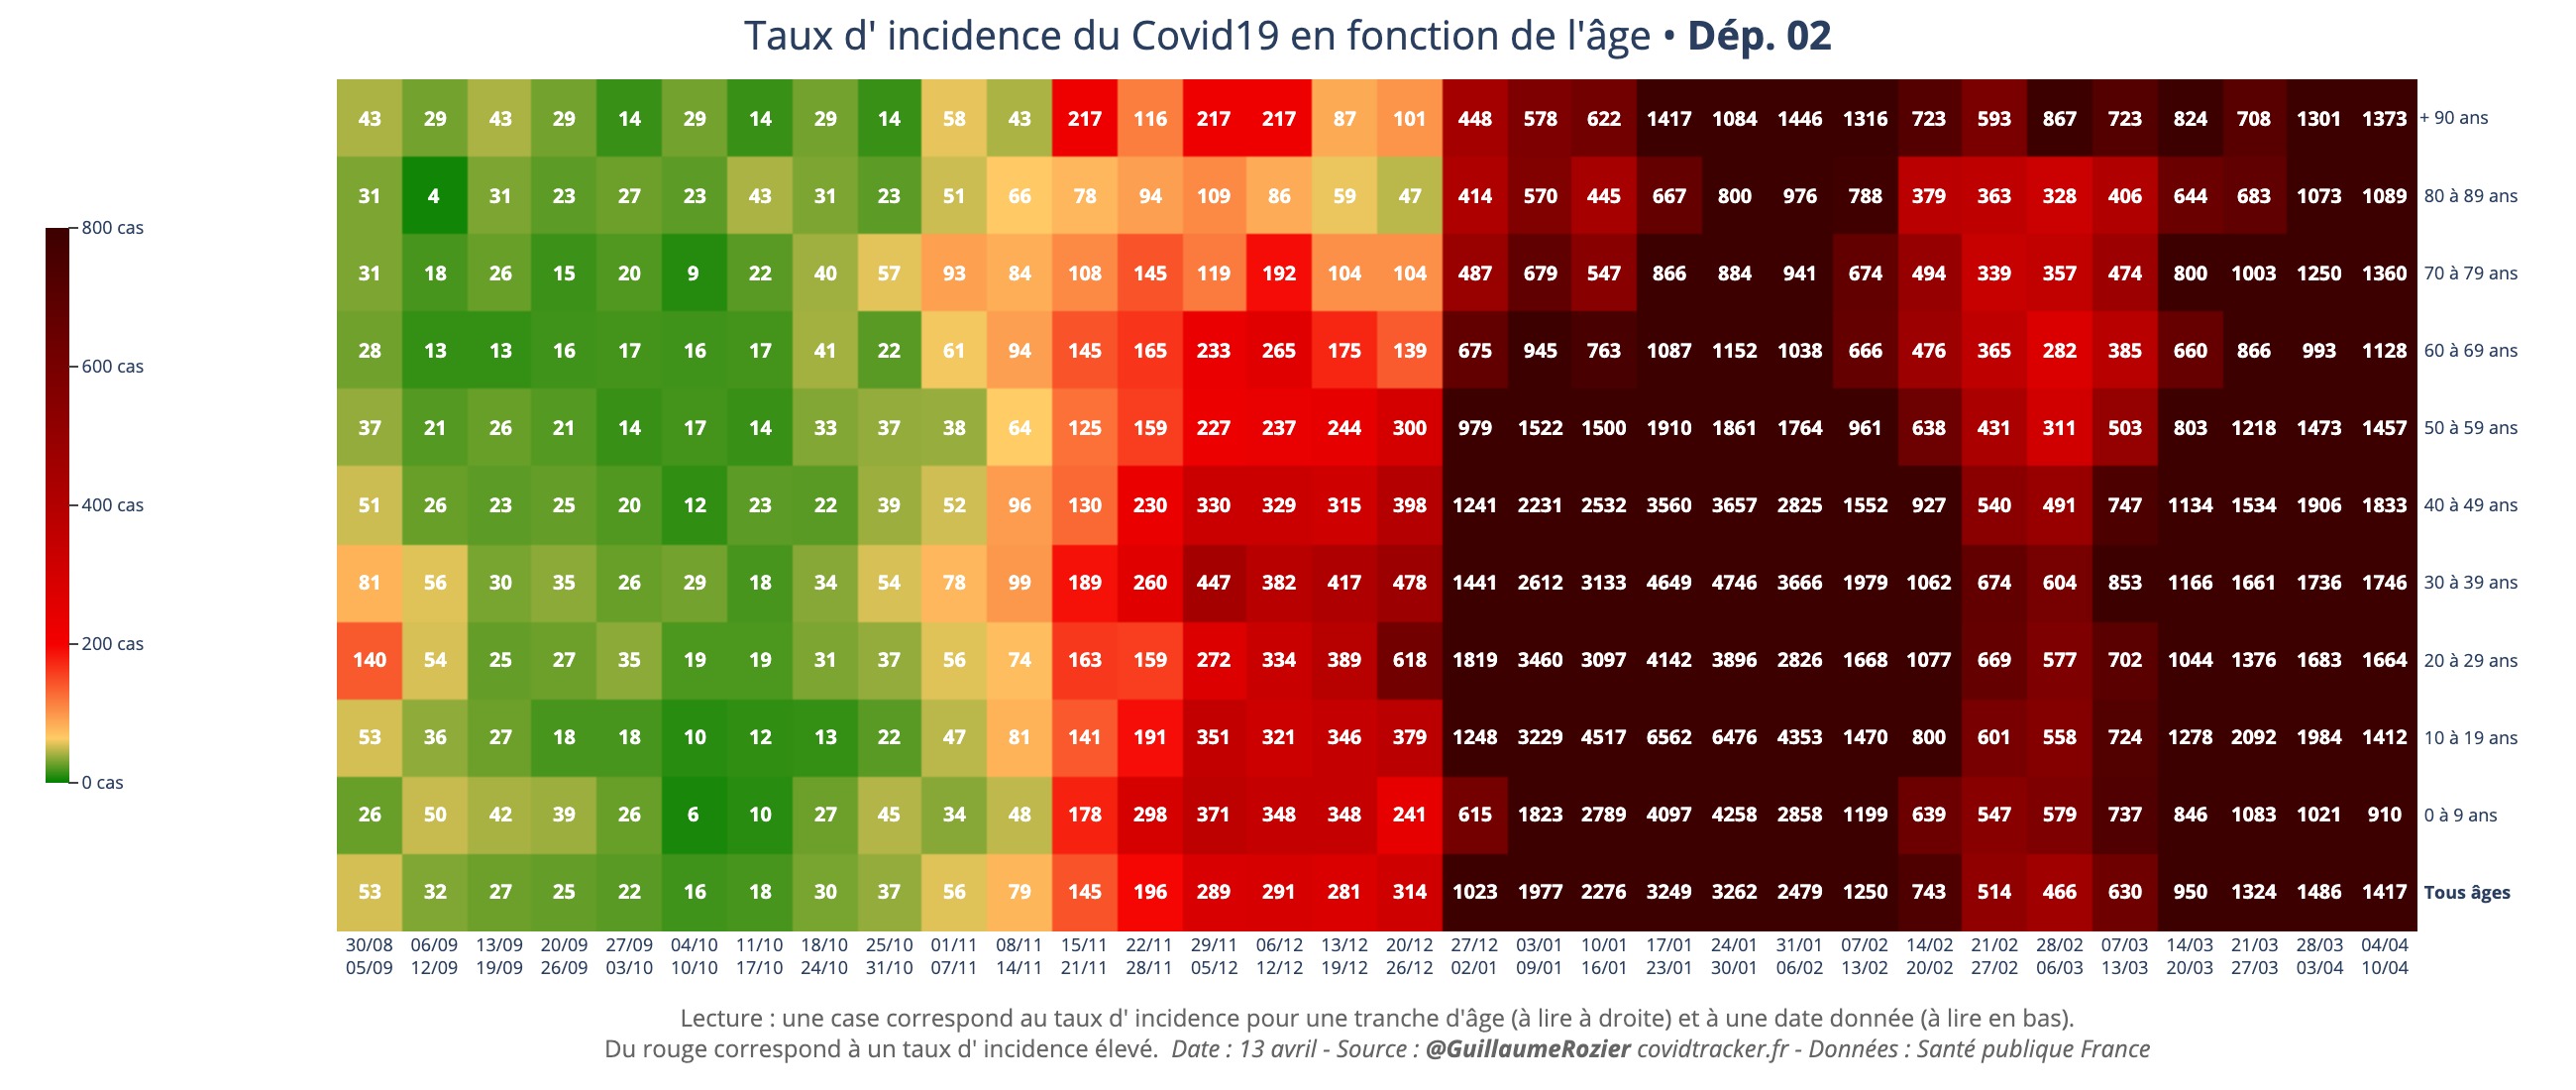 Taux d' incidence du Covid19 en fonction de l'âge • Dép. 02
800 cas
600 cas
400 cas
200 cas
0 cas
43 29 43 29 14 29 14 29 14 58 43 217 116 217 217 87 101 448 578 622 1417 1084 1446 1316 723 593 867 723 824 708 1301 1373 + 90 ans
31 4 31 23 27 23 43 31 23 51 66 78 94 109 86 59 47 414 570 445 667 800 976 788 379 363 328 406 644 683 1073 1089 80 à 89 ans
31 18 26 15 20 9 22 40 57 93 84 108 145 119 192 104 104 487 679 547 866 884 941 674 494 339 357 474 800 1003 1250 1360 70 à 79 ans
28 13 13 16 17 16 17 41 22 61 94 145 165 233 265 175 139 675 945 763 1087 1152 1038 666 476 365 282 385 660 866 993 1128 60 à 69 ans
37 21 26 21 14 17 14 33 37 38 64 125 159 227 237 244 300 979 1522 1500 1910 1861 1764 961 638 431 311 503 803 1218 1473 1457 50 à 59 ans
51 26 23 25 20 12 23 22 39 52 96 130 230 330 329 315 398 1241 2231 2532 3560 3657 2825 1552 927 540 491 747 1134 1534 1906 1833 40 à 49 ans
81 56 30 35 26 29 18 34 54 78 99 189 260 447 382 417 478 1441 2612 3133 4649 4746 3666 1979 1062 674 604 853 1166 1661 1736 1746 30 à 39 ans
140 54 25 27 35 19 19 31 37 56 74 163 159 272 334 389 618 1819 3460 3097 4142 3896 2826 1668 1077 669 577 702 1044 1376 1683 1664 20 à 29 ans
53 36 27 18 18 10 12 13 22 47 81 141 191 351 321 346 379 1248 3229 4517 6562 6476 4353 1470 800 601 558 724 1278 2092 1984 1412 10 à 19 ans
26 50 42 39 26 6 10 27 45 34 48 178 298 371 348 348 241 615 1823 2789 4097 4258 2858 1199 639 547 579 737 846 1083 1021 910 0 à 9 ans
53 32 27 25 22 16 18 30 37 56 79 145 196 289 291 281 314 1023 1977 2276 3249 3262 2479 1250 743 514 466 630 950 1324 1486 1417 Tous âges
30/08 06/09 13/09 20/09 27/09 04/10 11/10 18/10 25/10 01/11 08/11 15/11 22/11 29/11 06/12 13/12 20/12 27/12 03/01 10/01 17/01 24/01 31/01 07/02 14/02 21/02 28/02 07/03 14/03 21/03 28/03 04/04
05/09 12/09 19/09 26/09 03/10 10/10 17/10 24/10 31/10 07/11 14/11 21/11 28/11 05/12 12/12 19/12 26/12 02/01 09/01 16/01 23/01 30/01 06/02 13/02 20/02 27/02 06/03 13/03 20/03 27/03 03/04 10/04
Lecture : une case correspond au taux d' incidence pour une tranche d'âge (à lire à droite) et à une date donnée (à lire en bas).
Du rouge correspond à un taux d' incidence élevé. Date : 13 avril - Source : @GuillaumeRozier covidtracker.fr - Données : Santé publique France